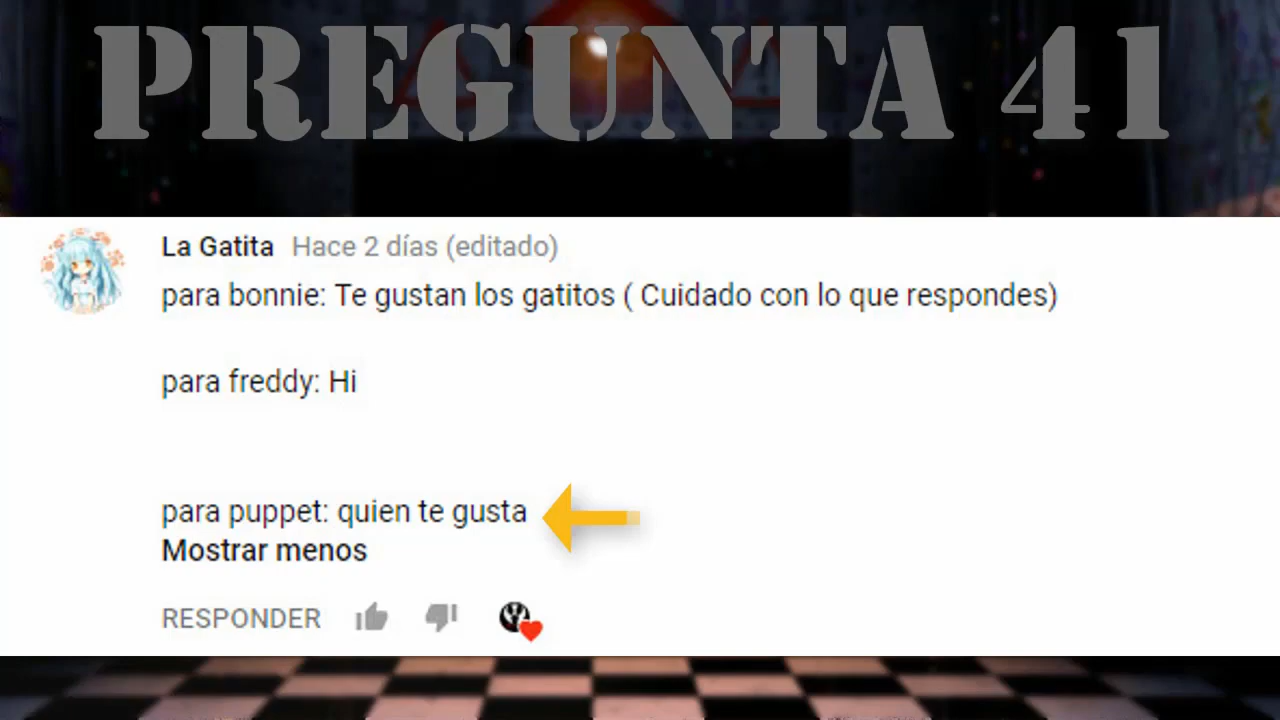 PREGUNTA 41
La Gatita Hace 2 días (editado)
para bonnie: Te gustan los gatitos ( Cuidado con lo que respondes)
para freddy: Hi
para puppet: quien te gusta
Mostrar menos
RESPONDER